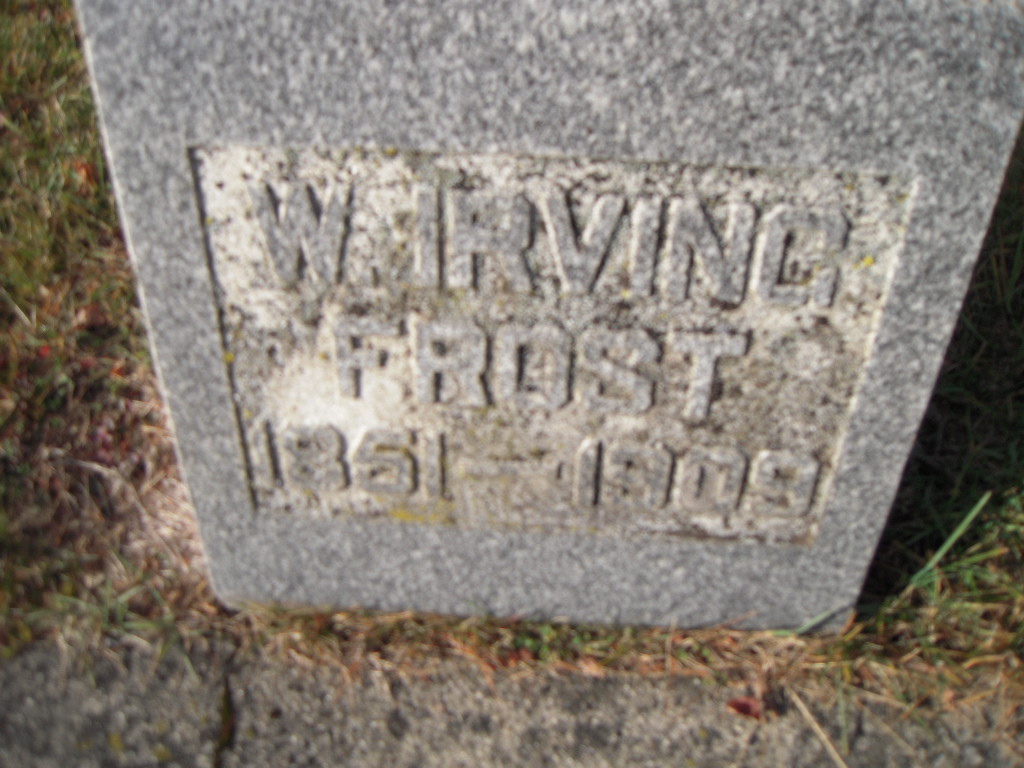 W. IRVING
FROST
1861 — 1909